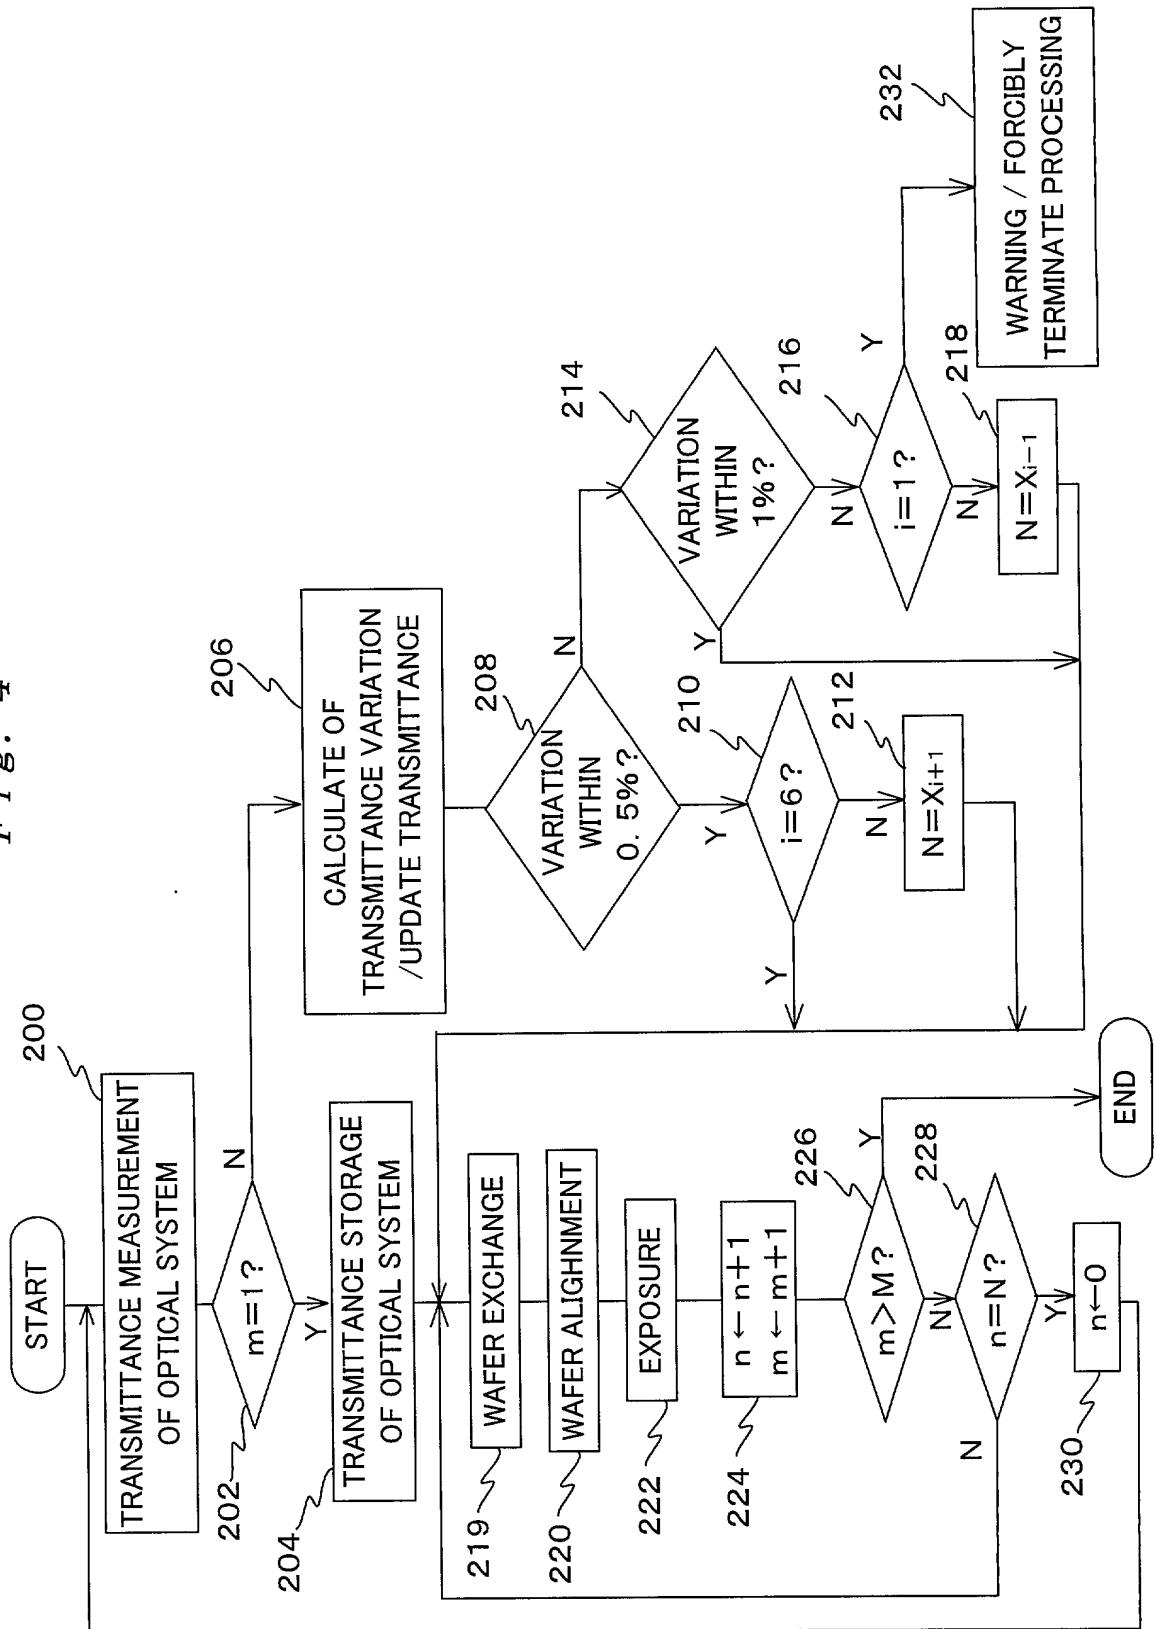 Fig. 4
START
200
TRANSMITTANCE MEASUREMENT
OF OPTICAL SYSTEM
202
m=1?
N
Y
204
TRANSMITTANCE STORAGE
OF OPTICAL SYSTEM
206
CALCULATE OF
TRANSMITTANCE VARIATION
/UPDATE TRANSMITTANCE
208
VARIATION
WITHIN
0. 5%?
N
Y
210
i=6?
Y
N
212
N=Xi+1
214
VARIATION
WITHIN
1%?
Y
N
216
i=1?
Y
N
218
N=Xi-1
232
WARNING / FORCIBLY
TERMINATE PROCESSING
219
WAFER EXCHANGE
220
WAFER ALIGHNMENT
222
EXPOSURE
224
n←n+1
m←m+1
226
m>M?
Y
N
228
n=N?
N
Y
230
n←0
END